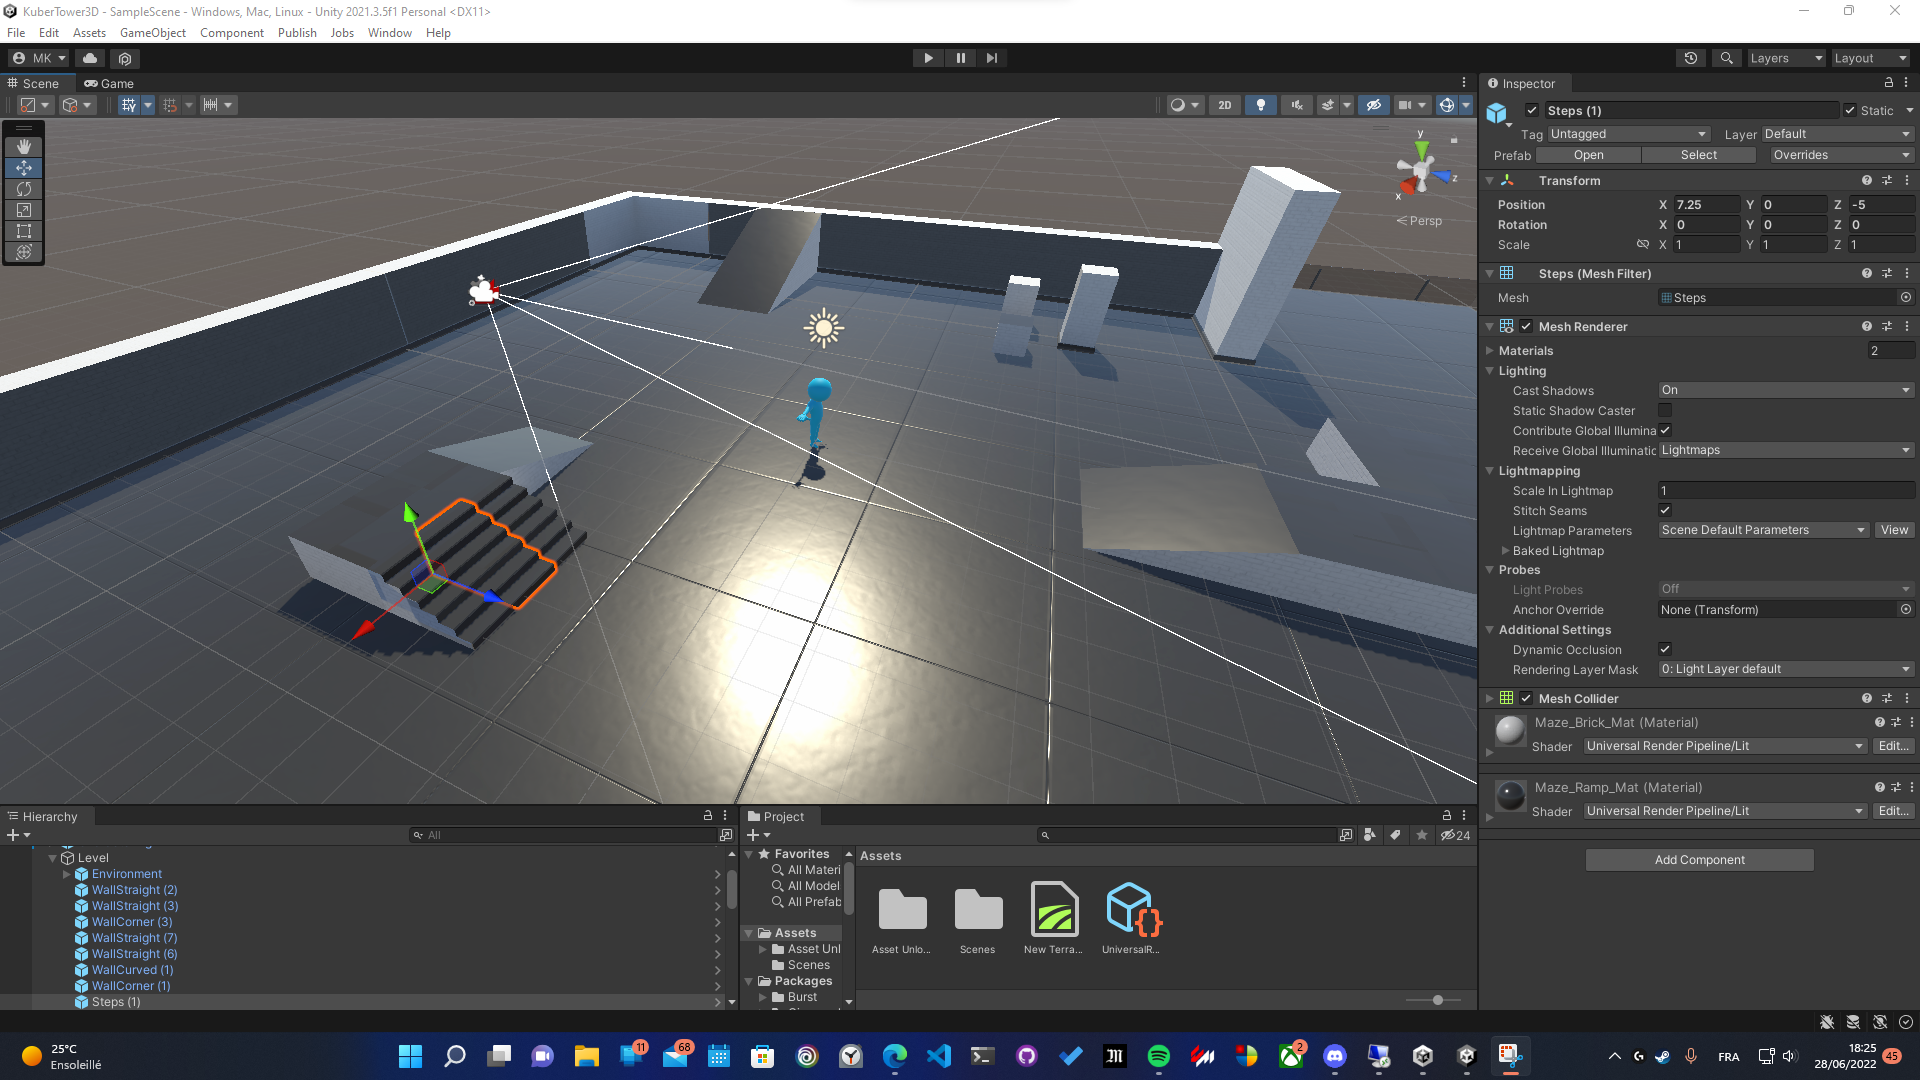 KuberTower3D - SampleScene - Windows, Mac, Linux - Unity 2021.3.5f1 Personal <DX11>
File Edit Assets GameObject Component Publish Jobs Window Help
MK Layers Layout
Scene Game
2D
y
z
x
Persp
Inspector
Steps (1) Static
Tag Untagged Layer Default
Prefab Open Select Overrides
Transform
Position X 7.25 Y 0 Z -5
Rotation X 0 Y 0 Z 0
Scale X 1 Y 1 Z 1
Steps (Mesh Filter)
Mesh Steps
Mesh Renderer
Materials 2
Lighting
Cast Shadows On
Static Shadow Caster
Contribute Global Illumina
Receive Global Illuminatic Lightmaps
Lightmapping
Scale In Lightmap 1
Stitch Seams
Lightmap Parameters Scene Default Parameters View
Baked Lightmap
Probes
Light Probes Off
Anchor Override None (Transform)
Additional Settings
Dynamic Occlusion
Rendering Layer Mask 0: Light Layer default
Mesh Collider
Maze_Brick_Mat (Material)
Shader Universal Render Pipeline/Lit Edit...
Maze_Ramp_Mat (Material)
Shader Universal Render Pipeline/Lit Edit...
Add Component
Hierarchy
All
Level
Environment
WallStraight (2)
WallStraight (3)
WallCorner (3)
WallStraight (7)
WallStraight (6)
WallCurved (1)
WallCorner (1)
Steps (1)
Project
24
Favorites
All Materi
All Model
All Prefab
Assets
Asset Unl
Scenes
Packages
Burst
Assets
Asset Unlo... Scenes New Terra... UniversalR...
25°C
Ensoleillé
11 68 2
FRA
18:25
28/06/2022
45